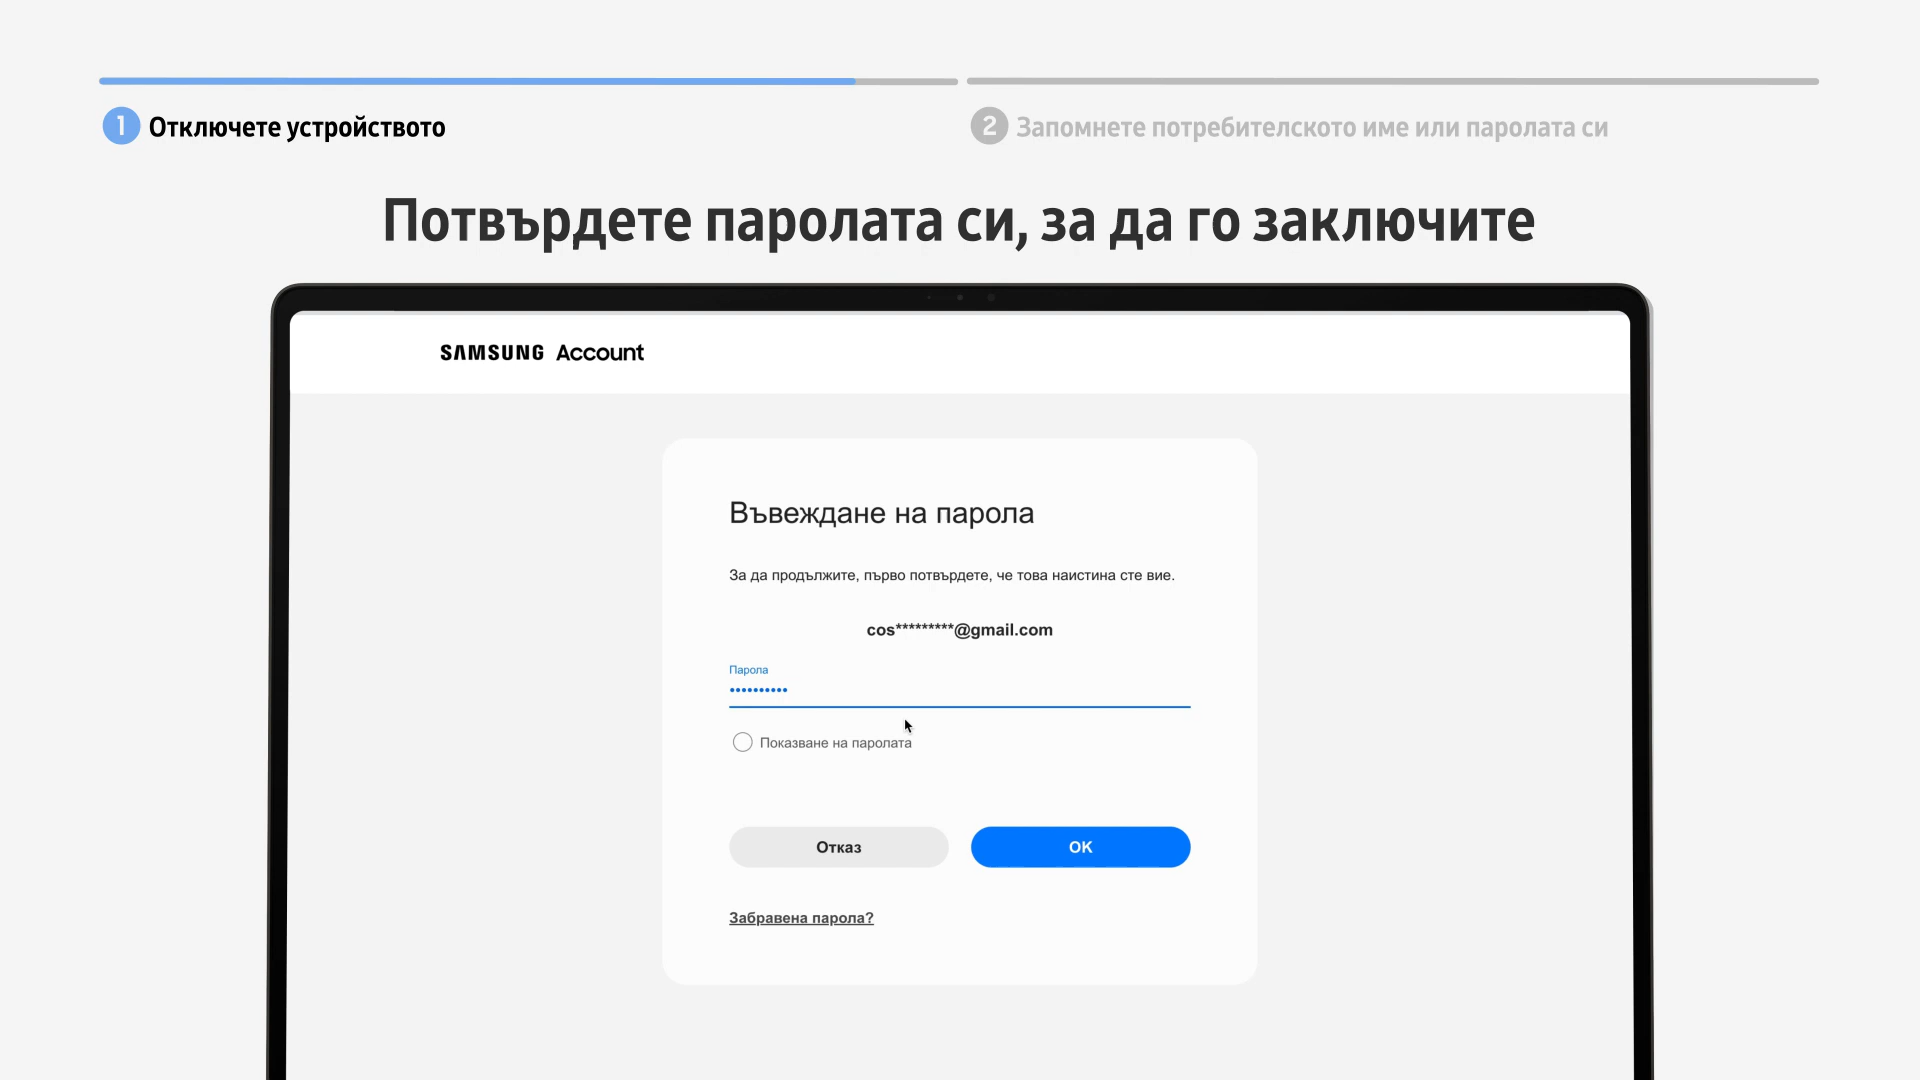 1 Отключете устройството
2 Запомнете потребителското име или паролата си
Потвърдете паролата си, за да го заключите
SAMSUNG Account
Въвеждане на парола
За да продължите, първо потвърдете, че това наистина сте вие.
cos*********@gmail.com
Парола
••••••••••
Показване на паролата
Отказ
OK
Забравена парола?